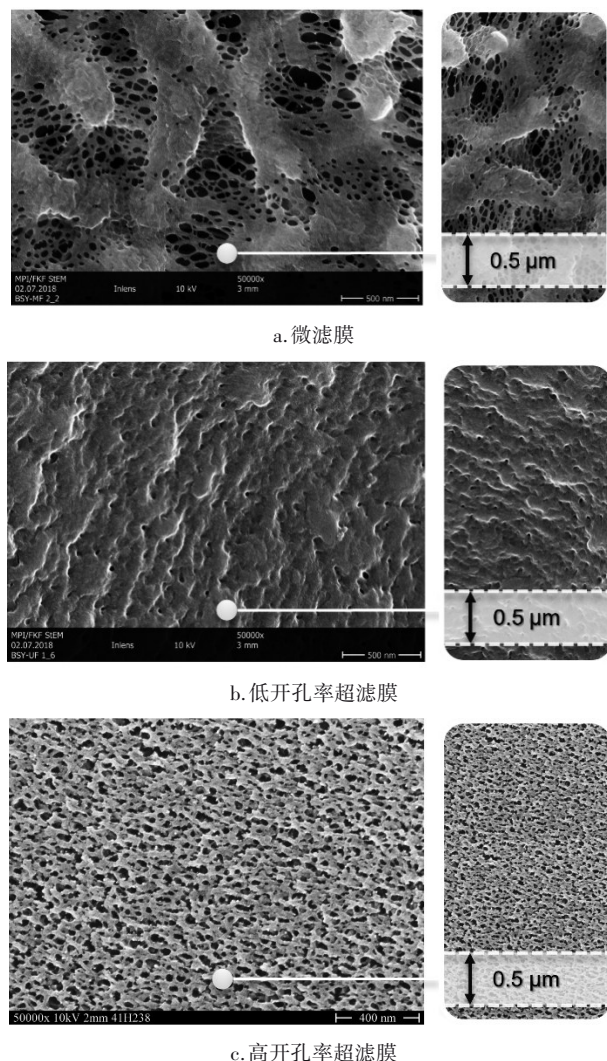 MPI/FKF StEM
02.07.2018 Inlens 10 kV 50000x
3 mm
BSY-MF 2_2 500 nm
0.5 μm
a.微滤膜
MPI/FKF StEM
02.07.2018 Inlens 10 kV 50000x
3 mm
BSY-UF 1_6 500 nm
0.5 μm
b.低开孔率超滤膜
50000x 10kV 2mm 41H238 400 nm
0.5 μm
c.高开孔率超滤膜